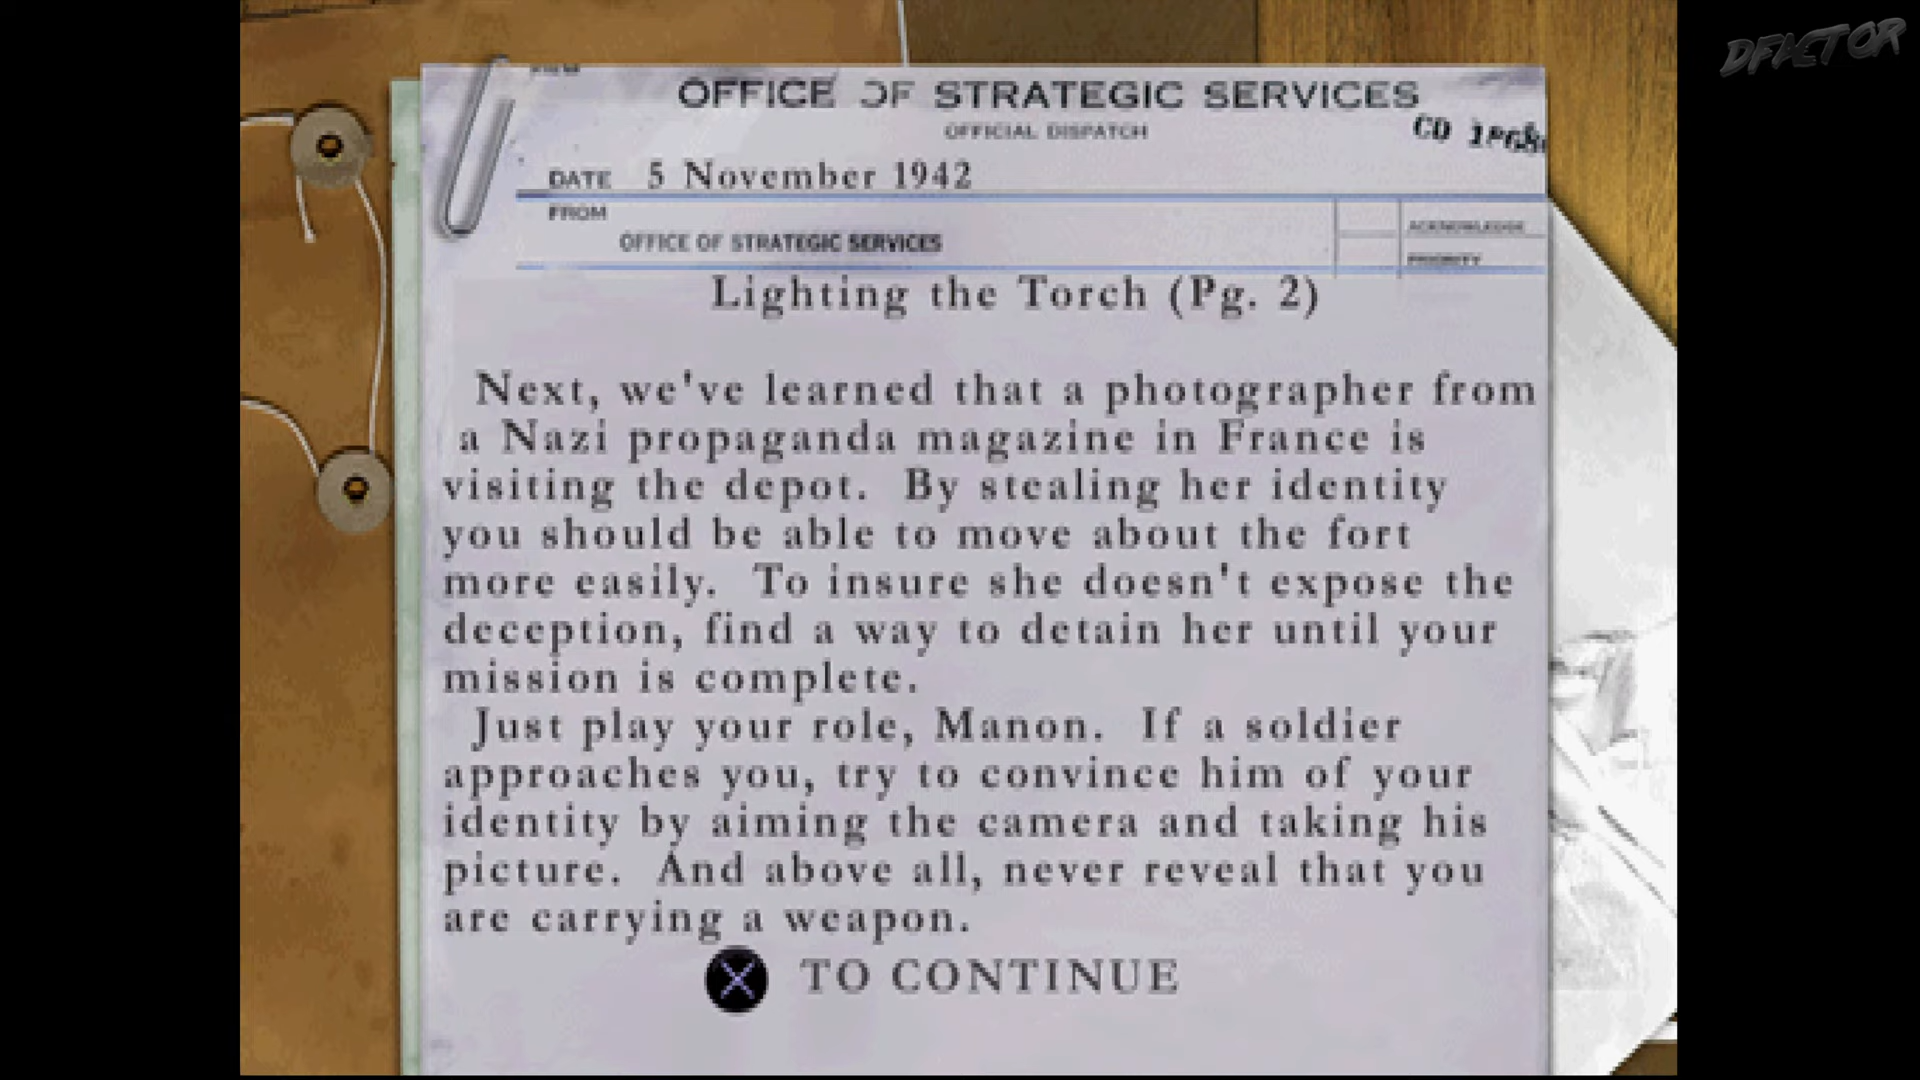 DFACTOR
OFFICE OF STRATEGIC SERVICES
OFFICIAL DISPATCH
CO
DATE 5 November 1942
FROM
ACKNOWLEDGE
OFFICE OF STRATEGIC SERVICES
PRIORITY
Lighting the Torch (Pg. 2)
Next, we've learned that a photographer from
a Nazi propaganda magazine in France is
visiting the depot. By stealing her identity
you should be able to move about the fort
more easily. To insure she doesn't expose the
deception, find a way to detain her until your
mission is complete.
Just play your role, Manon. If a soldier
approaches you, try to convince him of your
identity by aiming the camera and taking his
picture. And above all, never reveal that you
are carrying a weapon.
X TO CONTINUE